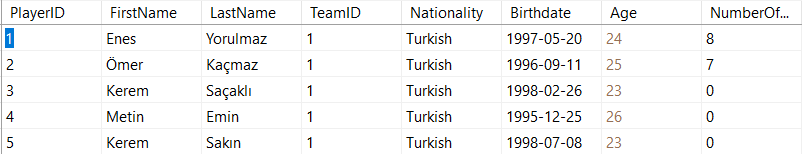 PlayerID FirstName LastName TeamID Nationality Birthdate Age NumberOf...
1 Enes Yorulmaz 1 Turkish 1997-05-20 24 8
2 Ömer Kaçmaz 1 Turkish 1996-09-11 25 7
3 Kerem Saçaklı 1 Turkish 1998-02-26 23 0
4 Metin Emin 1 Turkish 1995-12-25 26 0
5 Kerem Sakın 1 Turkish 1998-07-08 23 0